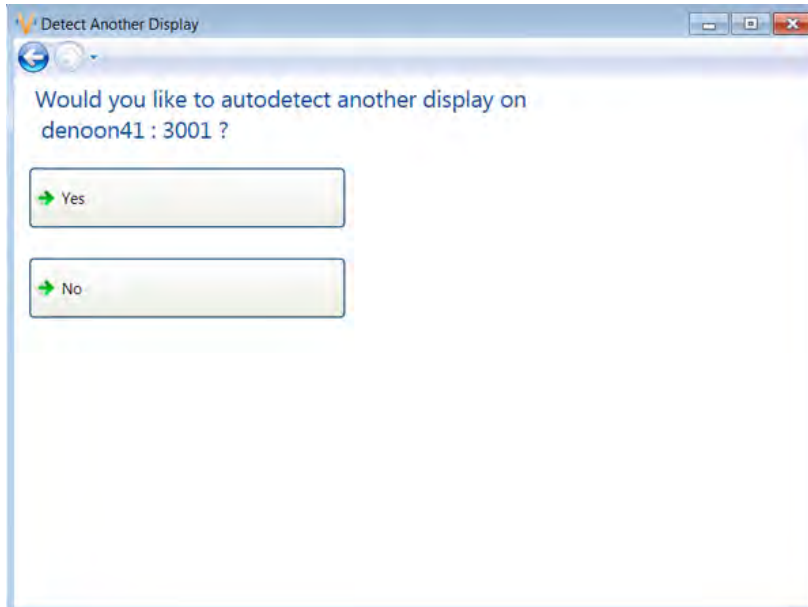 Detect Another Display
Would you like to autodetect another display on
denoon41 : 3001 ?
Yes
No